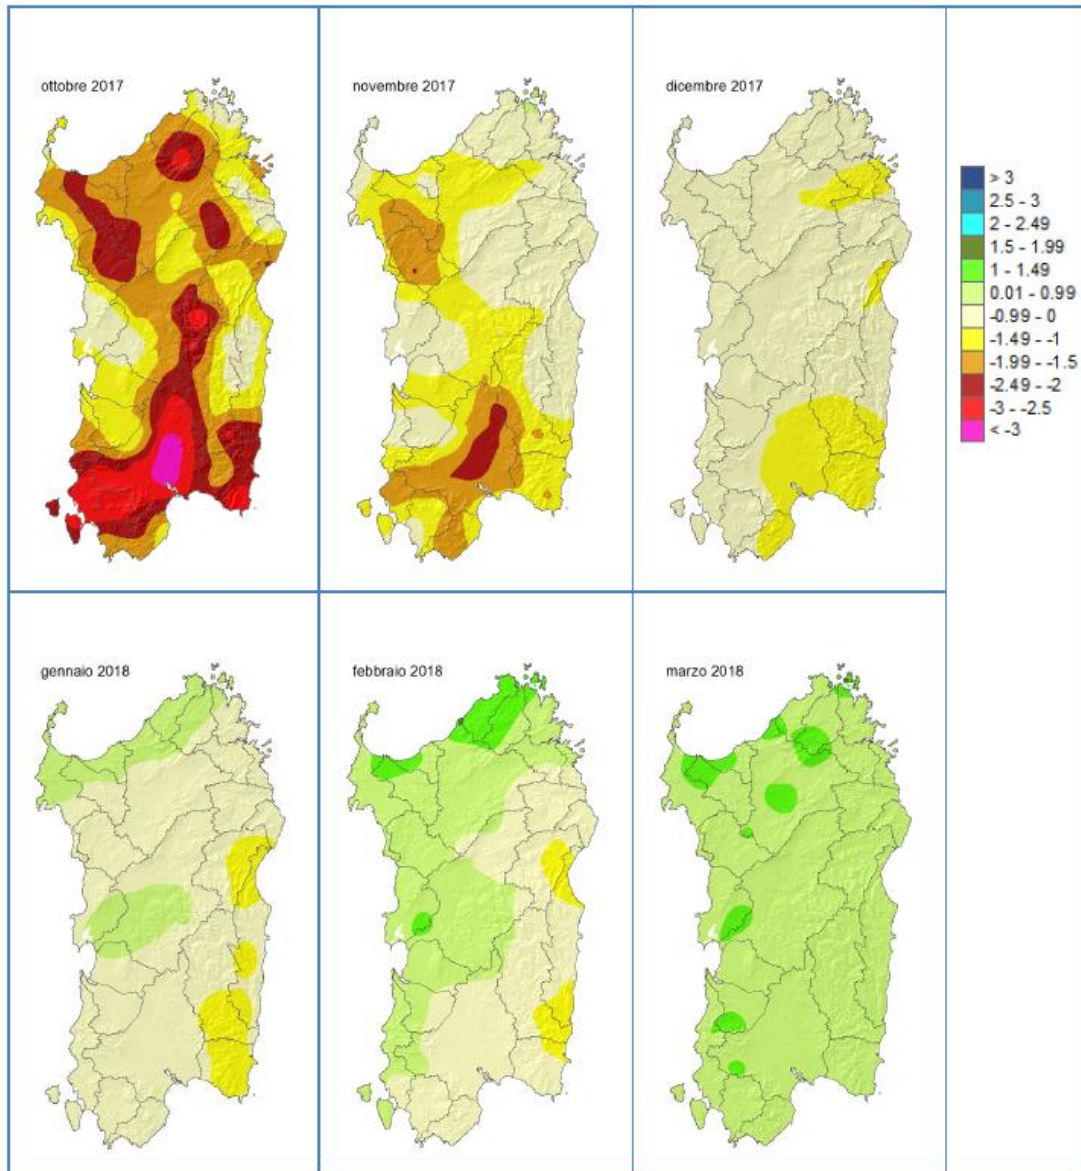 ottobre 2017
novembre 2017
dicembre 2017
> 3
2.5 - 3
2 - 2.49
1.5 - 1.99
1 - 1.49
0.01 - 0.99
-0.99 - 0
-1.49 - -1
-1.99 - -1.5
-2.49 - -2
-3 - -2.5
< -3
gennaio 2018
febbraio 2018
marzo 2018